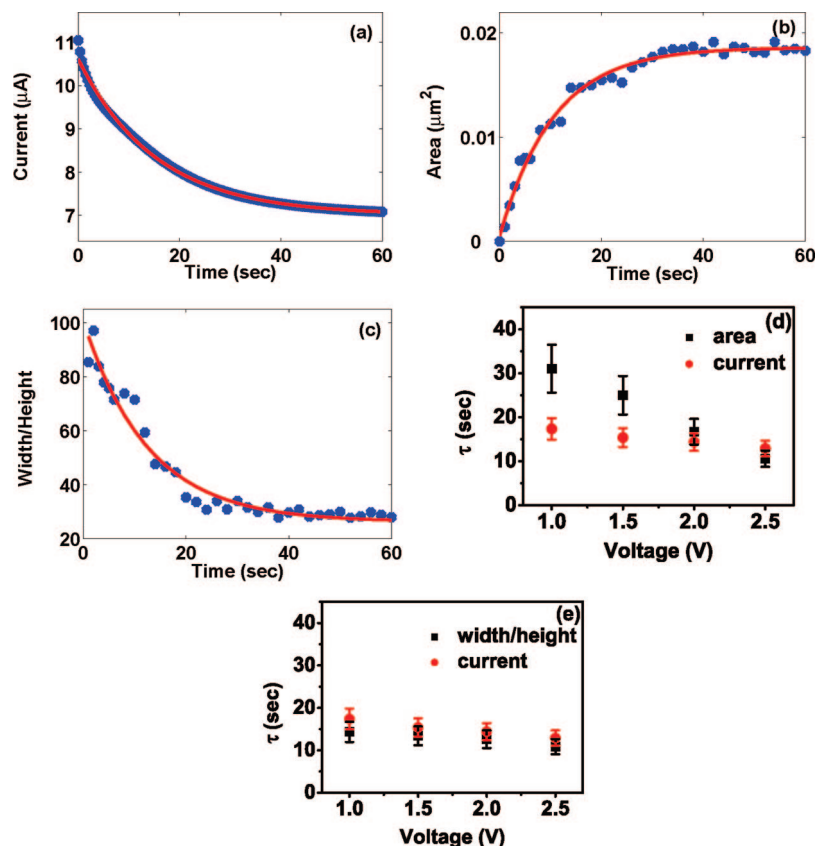 (a)
Current (μA)
11
10
9
8
7
0 20 40 60
Time (sec)
(b)
Area (μm²)
0.02
0.01
0
0 20 40 60
Time (sec)
(c)
Width/Height
100
80
60
40
20
0 20 40 60
Time (sec)
(d)
area
current
τ (sec)
40
30
20
10
0
1.0 1.5 2.0 2.5
Voltage (V)
(e)
width/height
current
τ (sec)
40
30
20
10
0
1.0 1.5 2.0 2.5
Voltage (V)